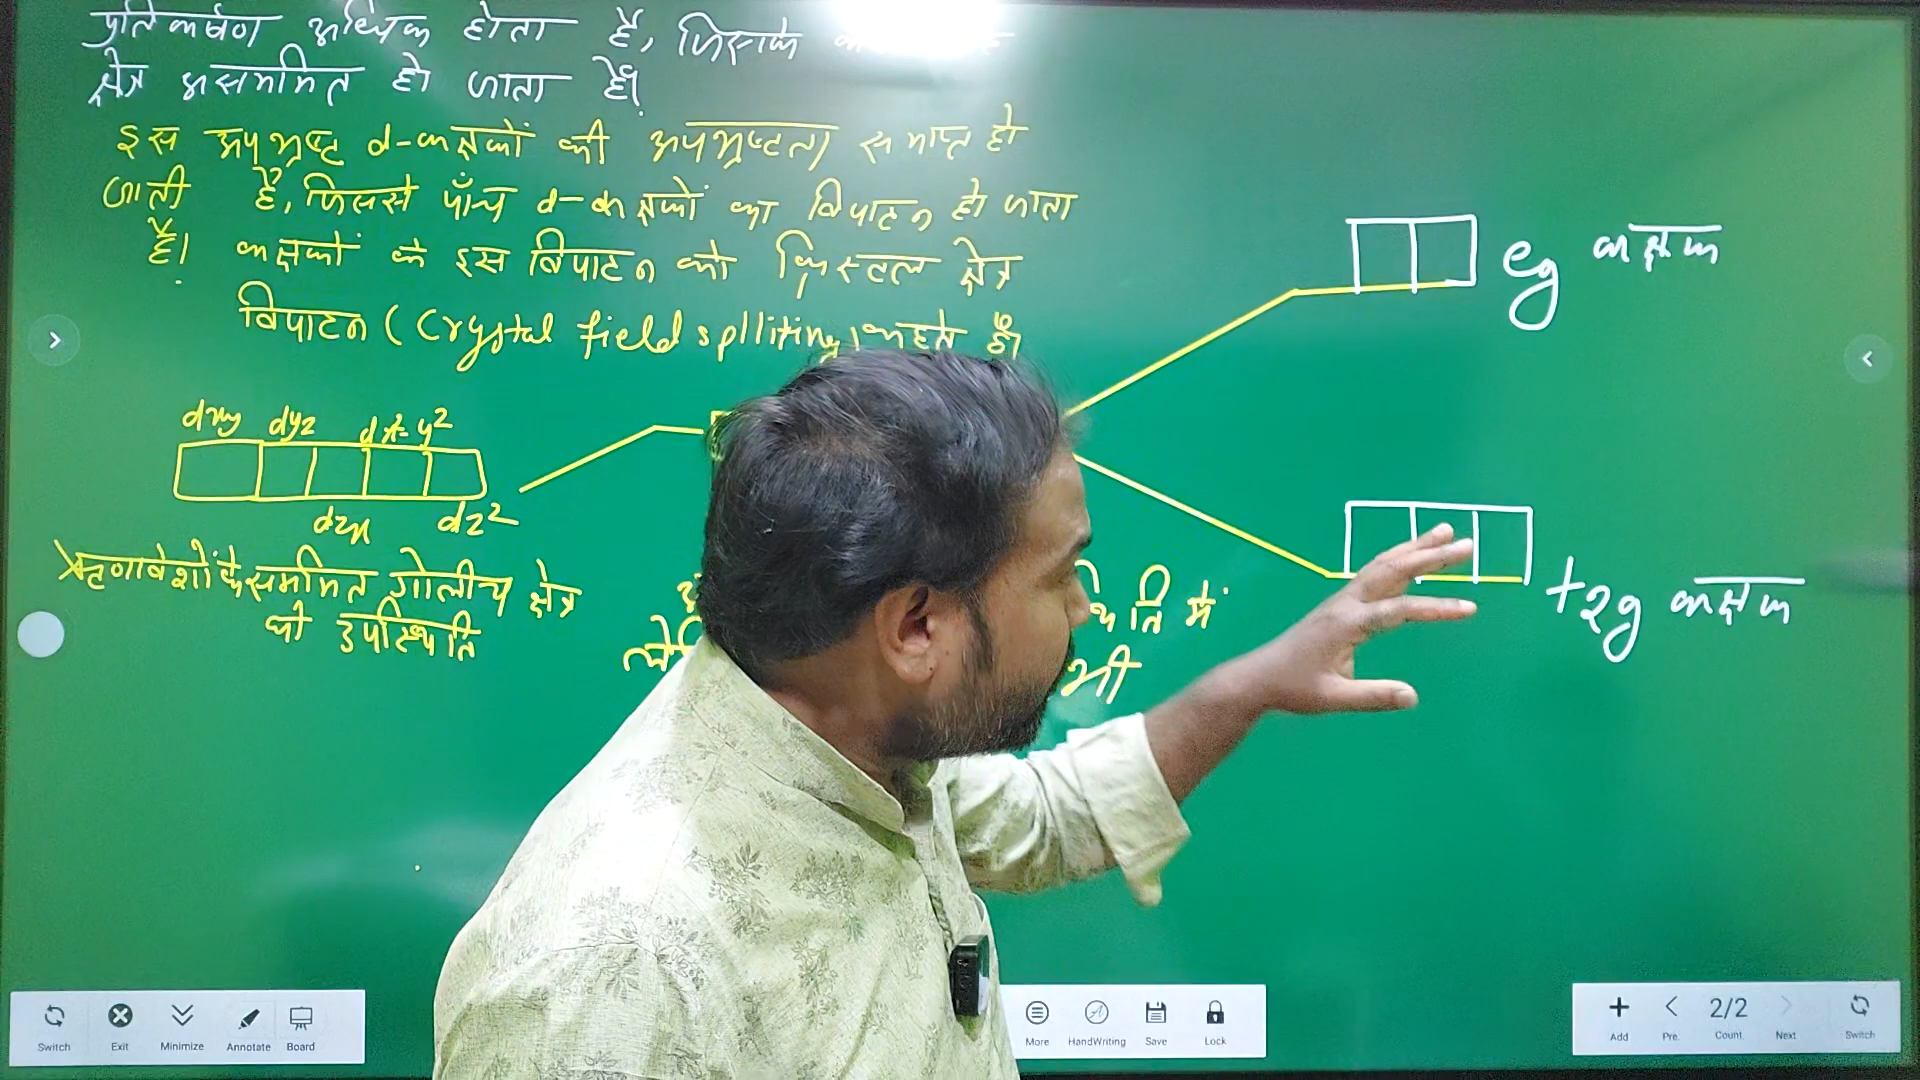 प्रतिकर्षण अधिक होता है, जिसके
क्षेत्र असममित हो जाता है।
इस अपभ्रष्ट d-कक्षकों की अपभ्रष्टता समाप्त हो
जाती है, जिससे पाँच d-कक्षकों का विपाटन हो जाता
है। कक्षकों के इस विपाटन को क्रिस्टल क्षेत्र
विपाटन (Crystal field spliting) कहते हैं।
eg कक्षक
dxy dyz dx²-y²
dzx dz²
ऋणावेशों के सममित गोलीय क्षेत्र
की उपस्थिति
में
भी
t2g कक्षक
Switch Exit Minimize Annotate Board
More HandWriting Save Lock
Add Pre. 2/2 Count Next Switch